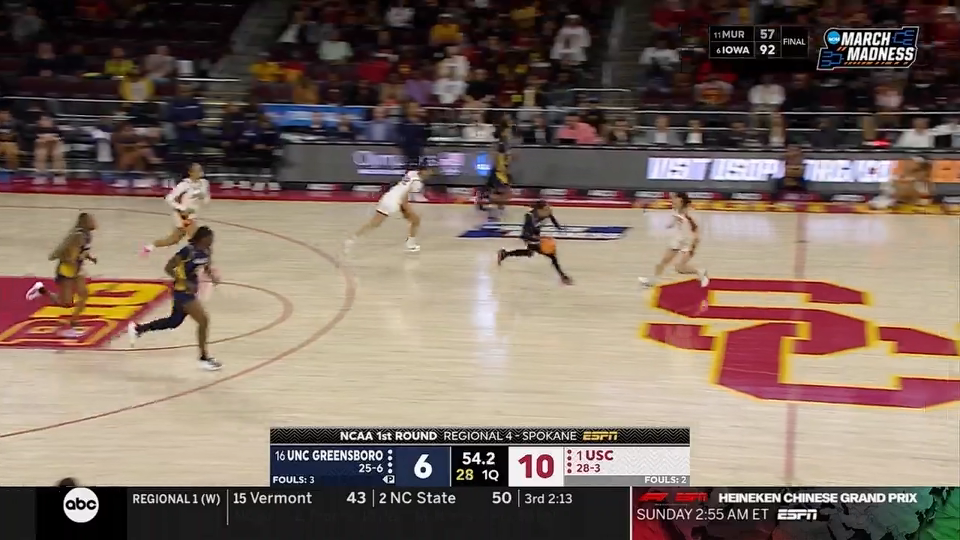 11 MUR 57
6 IOWA 92
FINAL
NCAA
MARCH
MADNESS
SC
NCAA 1st ROUND REGIONAL 4 - SPOKANE ESPN
16 UNC GREENSBORO 6 54.2 10 1 USC
25-6 28 1Q 28-3
FOULS: 3 P FOULS: 2
abc REGIONAL 1 (W) 15 Vermont 43 2 NC State 50 3rd 2:13
F1 ESPN HEINEKEN CHINESE GRAND PRIX
SUNDAY 2:55 AM ET ESPN